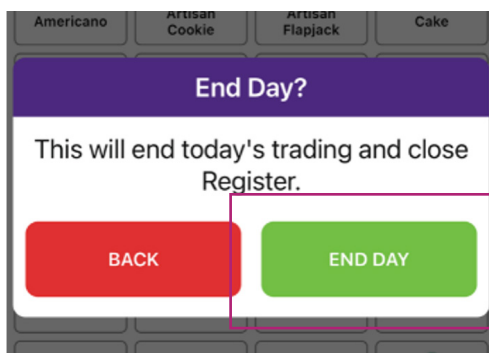 Americano
Artisan
Cookie
Artisan
Flapjack
Cake
End Day?
This will end today's trading and close
Register.
BACK
END DAY